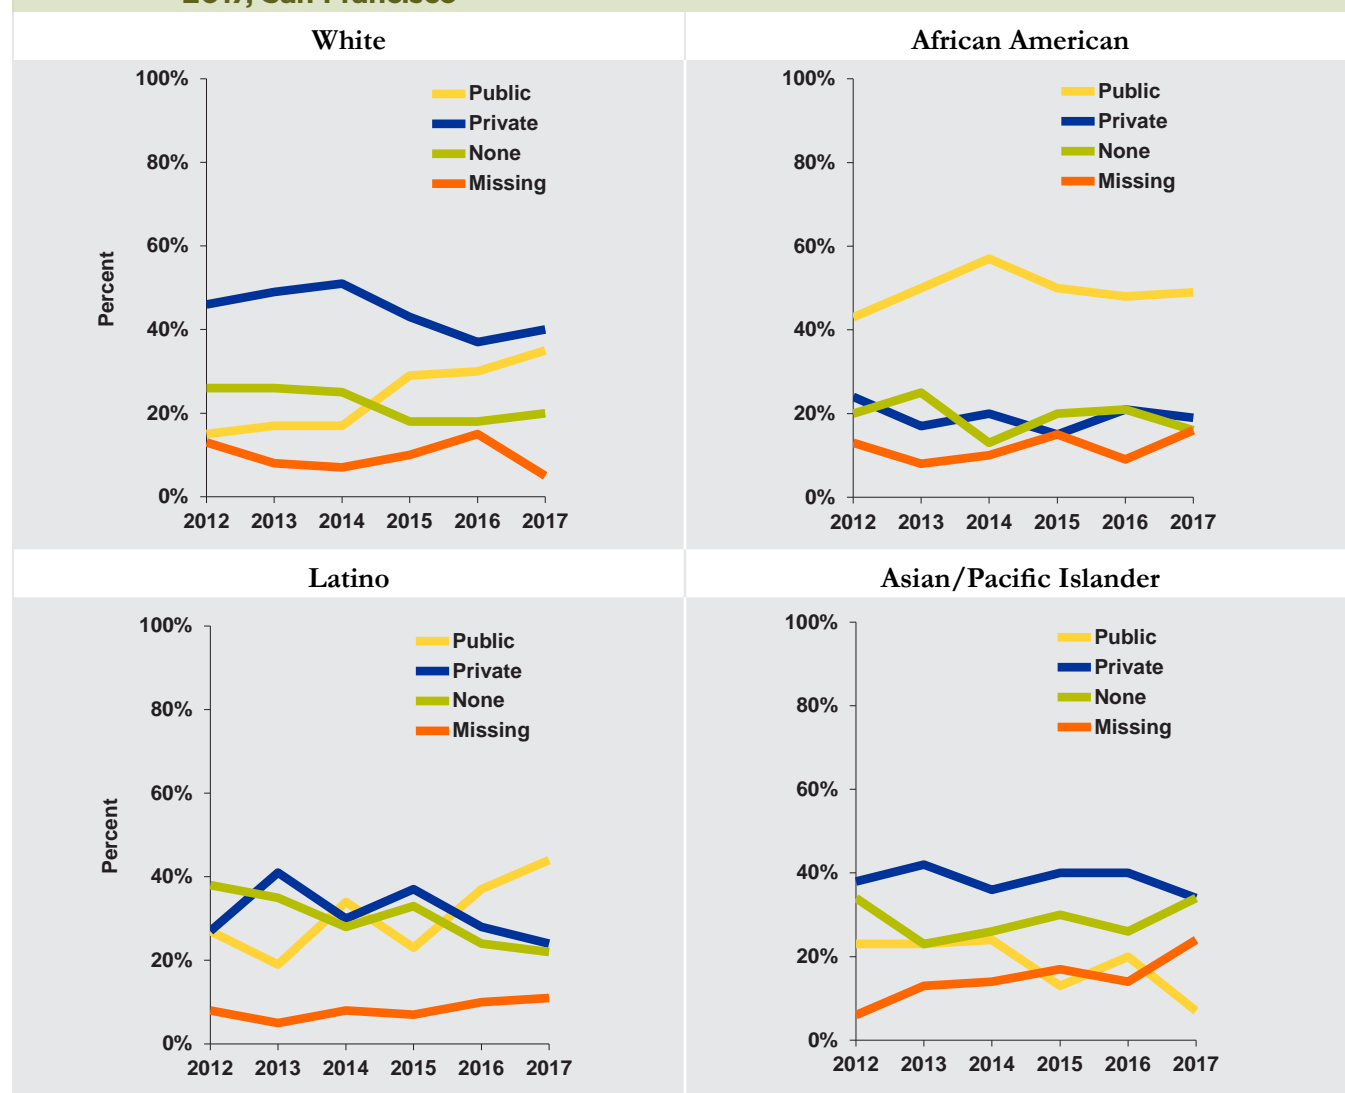 2017, San Francisco
White
100%
80%
60%
40%
20%
0%
Percent
Public
Private
None
Missing
2012 2013 2014 2015 2016 2017
African American
100%
80%
60%
40%
20%
0%
Public
Private
None
Missing
2012 2013 2014 2015 2016 2017
Latino
100%
80%
60%
40%
20%
0%
Percent
Public
Private
None
Missing
2012 2013 2014 2015 2016 2017
Asian/Pacific Islander
100%
80%
60%
40%
20%
0%
Public
Private
None
Missing
2012 2013 2014 2015 2016 2017